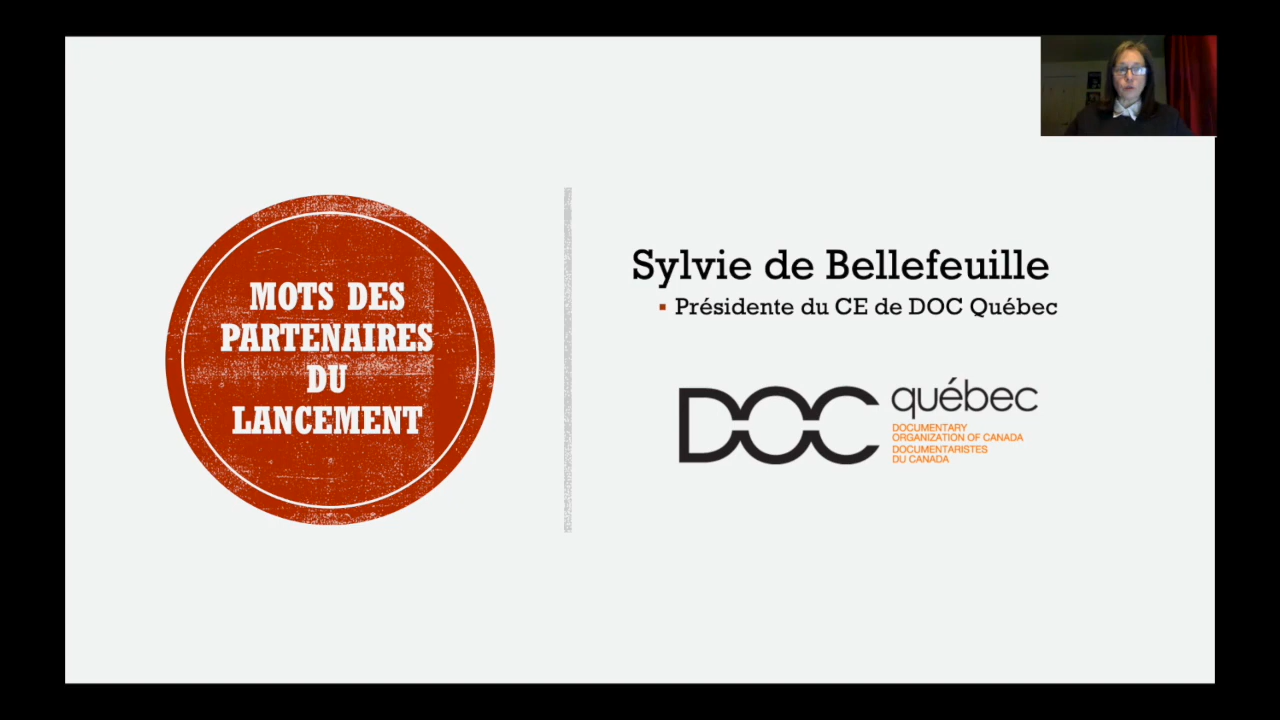 MOTS DES
PARTENAIRES
DU
LANCEMENT
Sylvie de Bellefeuille
Présidente du CE de DOC Québec
DOC québec
DOCUMENTARY
ORGANIZATION OF CANADA
DOCUMENTARISTES
DU CANADA